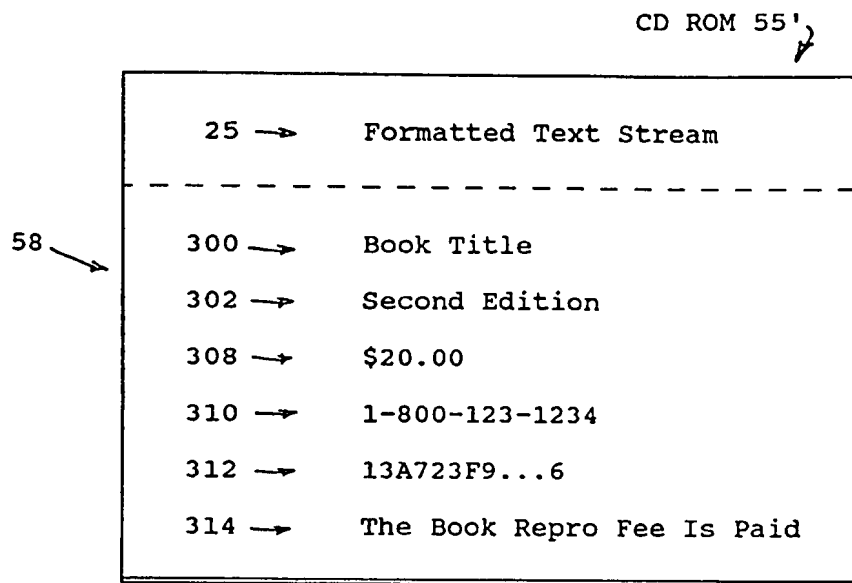 CD ROM 55'
25 Formatted Text Stream
58
300 Book Title
302 Second Edition
308 $20.00
310 1-800-123-1234
312 13A723F9...6
314 The Book Repro Fee Is Paid